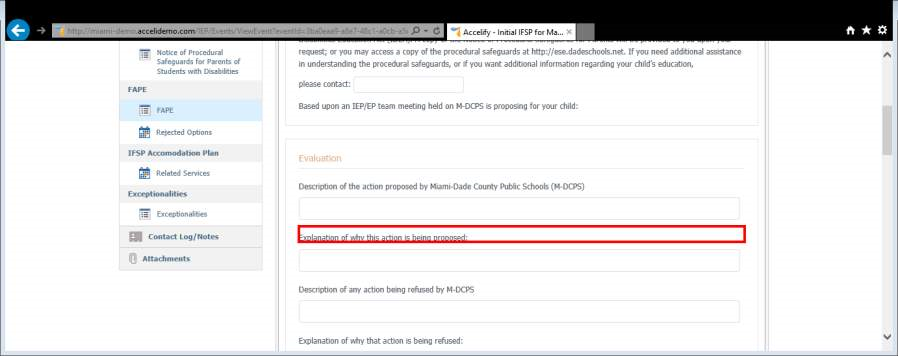 http://miami-demo.accelidemo.com/IEP/Events/ViewEvent?eventId=
Accelify - Initial IFSP for Ma...
Notice of Procedural
Safeguards for Parents of
Students with Disabilities
FAPE
FAPE
Rejected Options
IFSP Accomodation Plan
Related Services
Exceptionalities
Exceptionalities
Contact Log/Notes
Attachments
request; or you may access a copy of the procedural safeguards at http://ese.dadeschools.net. If you need additional assistance
in understanding the procedural safeguards, or if you want additional information regarding your child's education,
please contact:
Based upon an IEP/EP team meeting held on M-DCPS is proposing for your child:
Evaluation
Description of the action proposed by Miami-Dade County Public Schools (M-DCPS)
Explanation of why this action is being proposed:
Description of any action being refused by M-DCPS
Explanation of why that action is being refused: